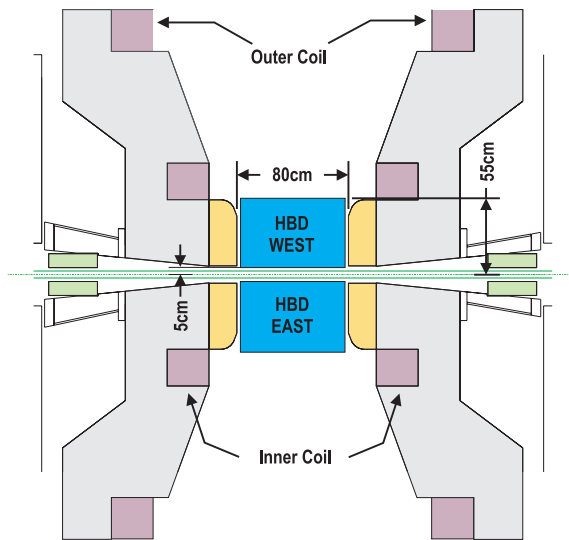 Outer Coil
80cm
55cm
HBD
WEST
5cm
HBD
EAST
Inner Coil